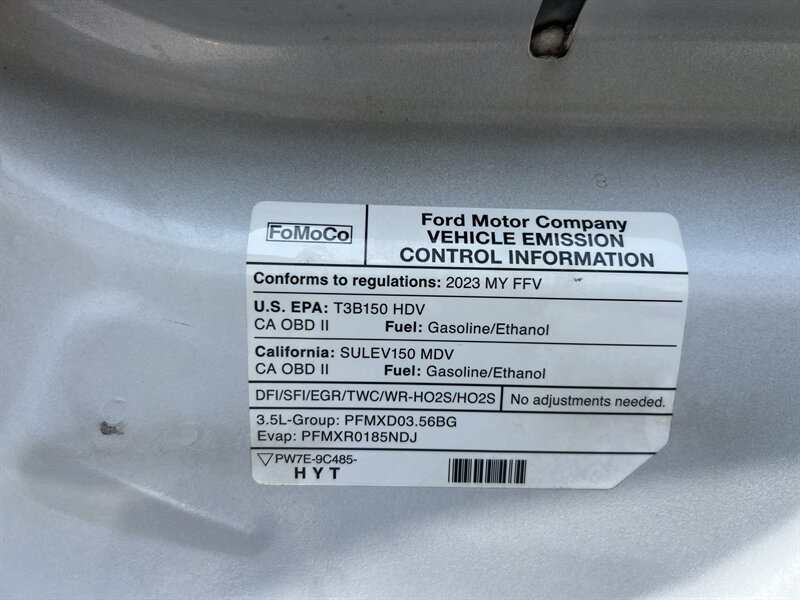 FoMoCo
Ford Motor Company
VEHICLE EMISSION
CONTROL INFORMATION
Conforms to regulations: 2023 MY FFV
U.S. EPA: T3B150 HDV
CA OBD II Fuel: Gasoline/Ethanol
California: SULEV150 MDV
CA OBD II Fuel: Gasoline/Ethanol
DFI/SFI/EGR/TWC/WR-HO2S/HO2S No adjustments needed.
3.5L-Group: PFMXD03.56BG
Evap: PFMXR0185NDJ
PW7E-9C485-
H Y T